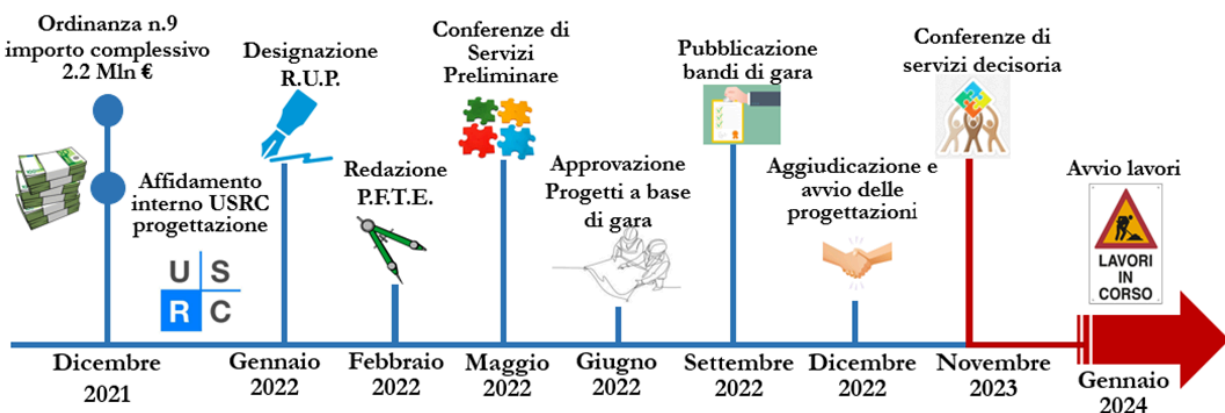 Ordinanza n.9
importo complessivo
2.2 Mln €
Affidamento
interno USRC
progettazione
U S
R C
Dicembre
2021
Designazione
R.U.P.
Gennaio
2022
Redazione
P.F.T.E.
Febbraio
2022
Conferenze di
Servizi
Preliminare
Maggio
2022
Approvazione
Progetti a base
di gara
Giugno
2022
Pubblicazione
bandi di gara
Settembre
2022
Aggiudicazione e
avvio delle
progettazioni
Dicembre
2022
Conferenze di
servizi decisoria
Novembre
2023
Avvio lavori
LAVORI
IN
CORSO
Gennaio
2024